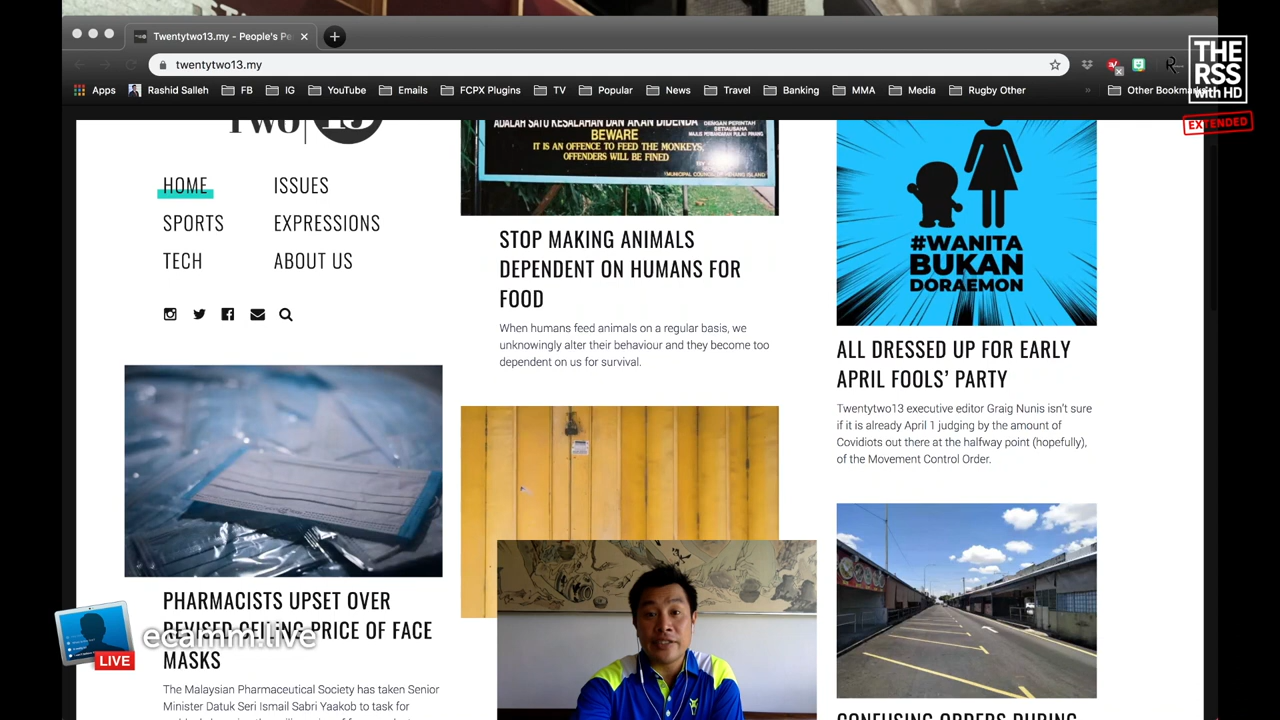 Twentytwo13.my - People's Pe
twentytwo13.my
Apps
Rashid Salleh
FB
IG
YouTube
Emails
FCPX Plugins
TV
Popular
News
Travel
Banking
MMA
Media
Rugby Other
»
Other Bookmarks
THE
RSS
with HD
EXTENDED
TWO 13
HOME
ISSUES
SPORTS
EXPRESSIONS
TECH
ABOUT US
PHARMACISTS UPSET OVER
REVISED CEILING PRICE OF FACE
MASKS
The Malaysian Pharmaceutical Society has taken Senior
Minister Datuk Seri Ismail Sabri Yaakob to task for
ADALAH SATU KESALAHAN DAN AKAN DIDENDA
BEWARE
IT IS AN OFFENCE TO FEED THE MONKEYS,
OFFENDERS WILL BE FINED
MUNICIPAL COUNCIL OF PENANG ISLAND
STOP MAKING ANIMALS
DEPENDENT ON HUMANS FOR
FOOD
When humans feed animals on a regular basis, we
unknowingly alter their behaviour and they become too
dependent on us for survival.
#WANITA
BUKAN
DORAEMON
ALL DRESSED UP FOR EARLY
APRIL FOOLS' PARTY
Twentytwo13 executive editor Graig Nunis isn't sure
if it is already April 1 judging by the amount of
Covidiots out there at the halfway point (hopefully),
of the Movement Control Order.
CONFUSING ORDERS DURING
ecamm.live
LIVE